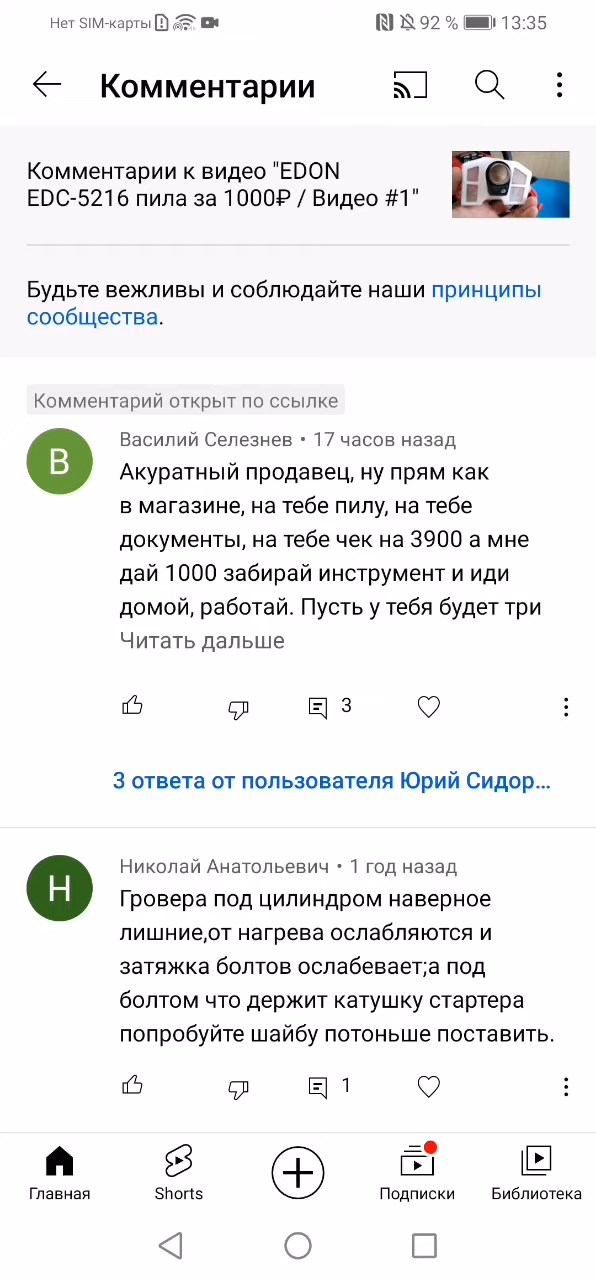 Нет SIM-карты 92 % 13:35
Комментарии
Комментарии к видео "EDON
EDC-5216 пила за 1000₽ / Видео #1"
Будьте вежливы и соблюдайте наши принципы
сообщества.
Комментарий открыт по ссылке
В
Василий Селезнев • 17 часов назад
Акуратный продавец, ну прям как
в магазине, на тебе пилу, на тебе
документы, на тебе чек на 3900 а мне
дай 1000 забирай инструмент и иди
домой, работай. Пусть у тебя будет три
Читать дальше
3
3 ответа от пользователя Юрий Сидор...
Н
Николай Анатольевич • 1 год назад
Гровера под цилиндром наверное
лишние,от нагрева ослабляются и
затяжка болтов ослабевает;а под
болтом что держит катушку стартера
попробуйте шайбу потоньше поставить.
1
Главная Shorts Подписки Библиотека